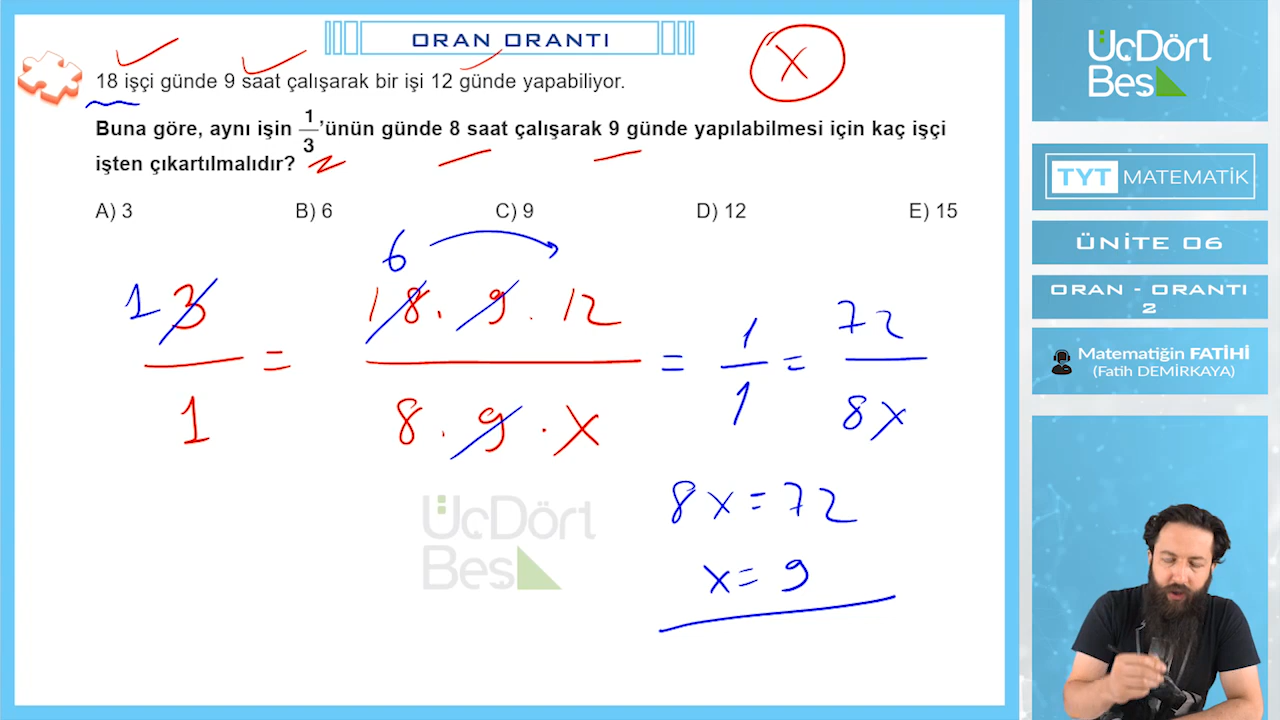 ORAN ORANTI
X
18 işçi günde 9 saat çalışarak bir işi 12 günde yapabiliyor.
Buna göre, aynı işin 1/3'ünün günde 8 saat çalışarak 9 günde yapılabilmesi için kaç işçi
işten çıkartılmalıdır?
A) 3 B) 6 C) 9 D) 12 E) 15
6
1 3/1 = 18 . 9 . 12 / 8 . 9 . x = 1/1 = 72/8x
8x = 72
x = 9
ÜçDört
Beş
ÜçDört
Beş
TYT MATEMATİK
ÜNİTE 06
ORAN - ORANTI
2
Matematiğin FATİHİ
(Fatih DEMİRKAYA)